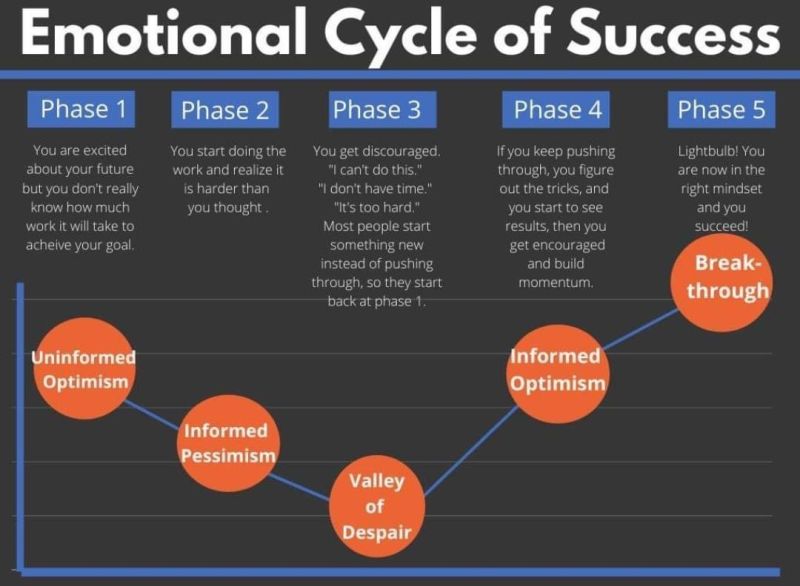 Emotional Cycle of Success
Phase 1
You are excited
about your future
but you don't really
know how much
work it will take to
acheive your goal.
Phase 2
You start doing the
work and realize it
is harder than
you thought .
Phase 3
You get discouraged.
"I can't do this."
"I don't have time."
"It's too hard."
Most people start
something new
instead of pushing
through, so they start
back at phase 1.
Phase 4
If you keep pushing
through, you figure
out the tricks, and
you start to see
results, then you
get encouraged
and build
momentum.
Phase 5
Lightbulb! You
are now in the
right mindset
and you
succeed!
Uninformed
Optimism
Informed
Pessimism
Valley
of
Despair
Informed
Optimism
Break-
through